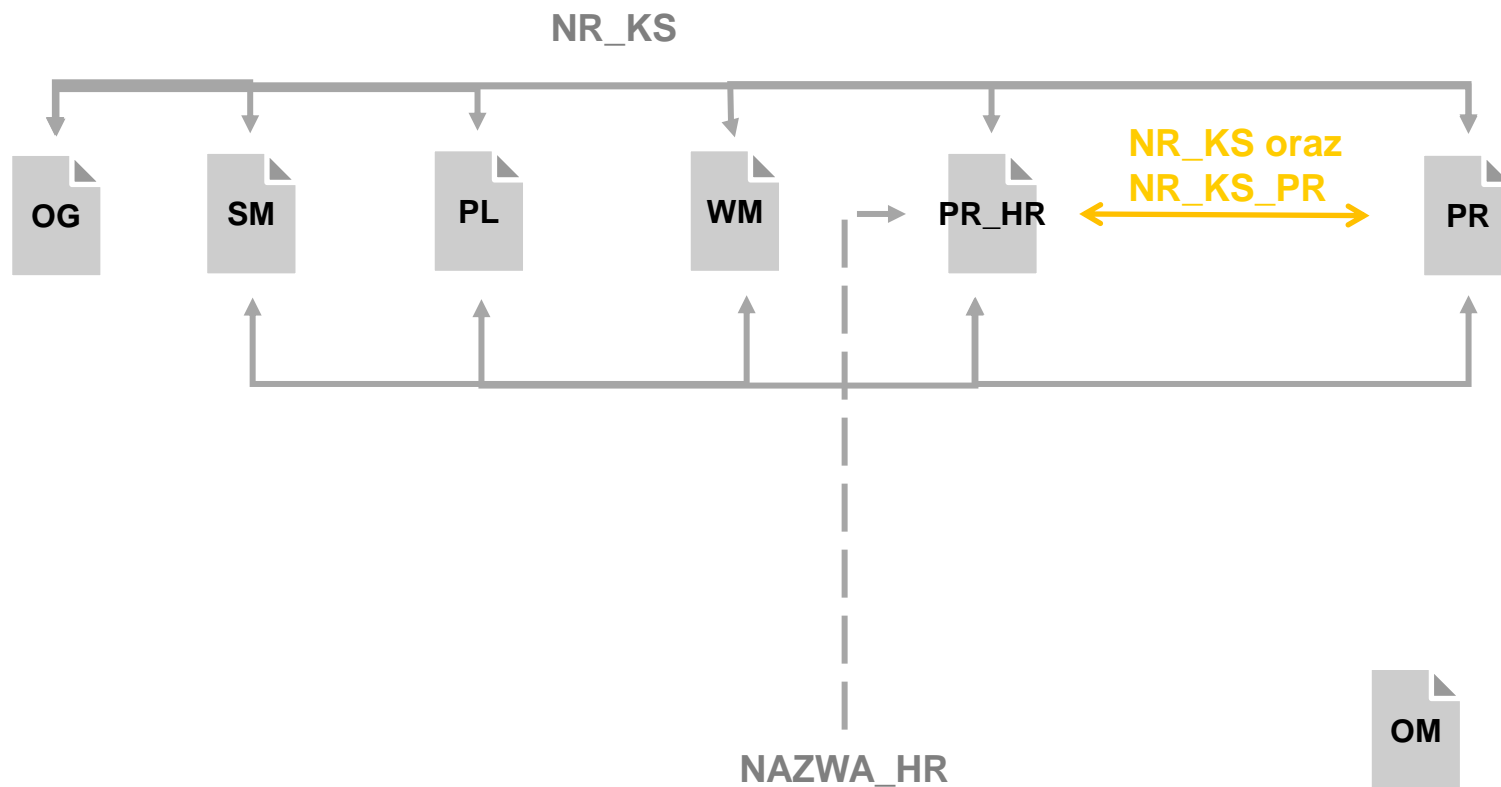 NR_KS
NR_KS oraz
NR_KS_PR
OG
SM
PL
WM
PR_HR
PR
OM
NAZWA_HR